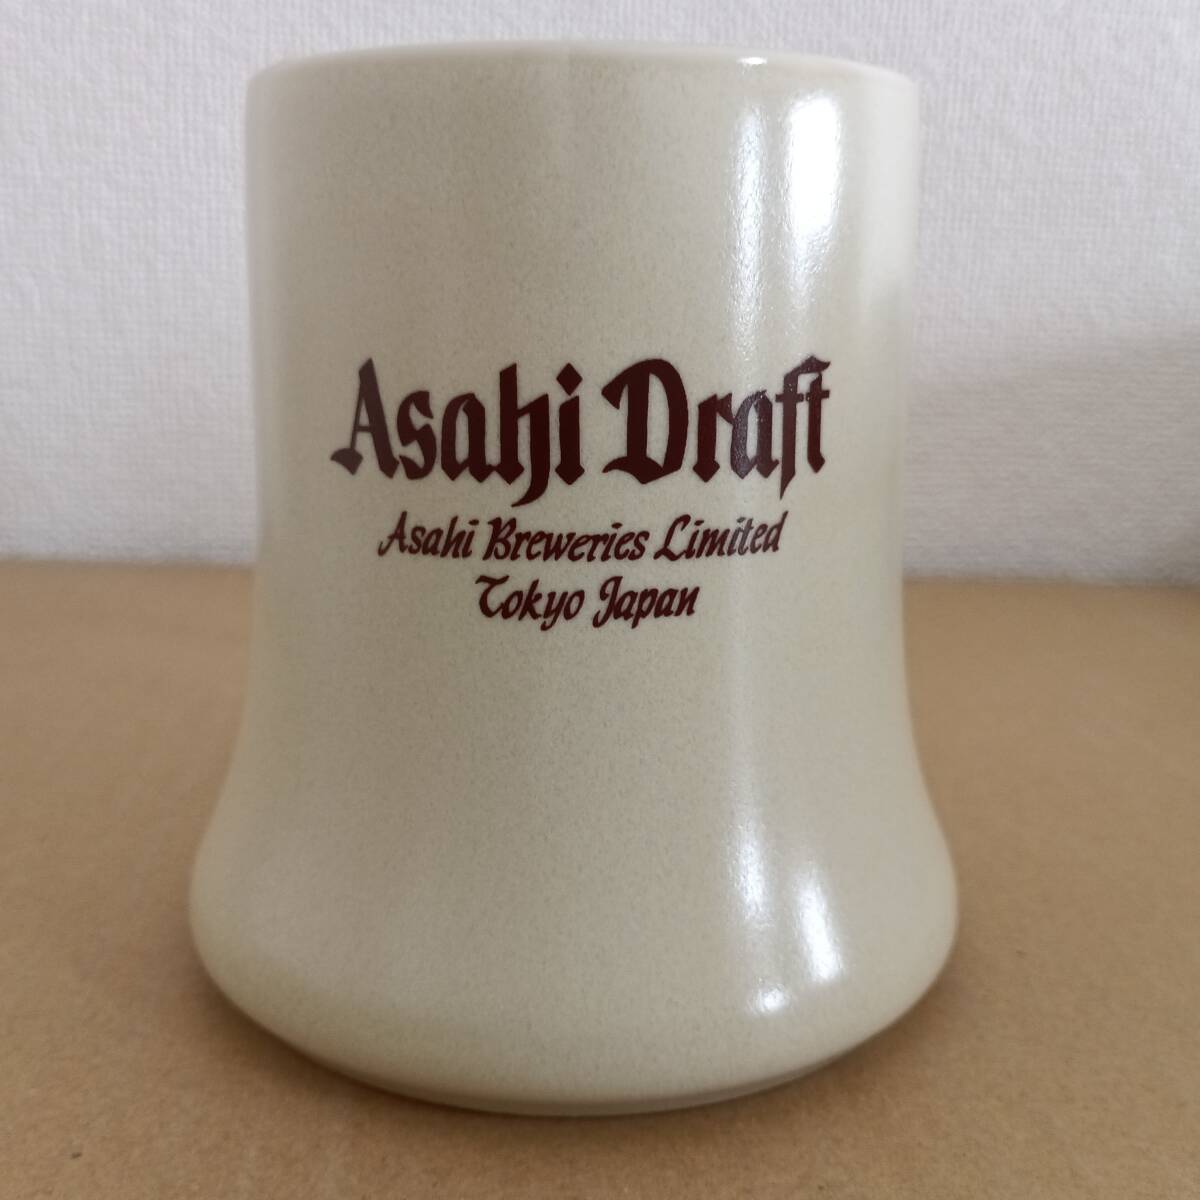 Asahi Draft
Asahi Breweries Limited
Tokyo Japan